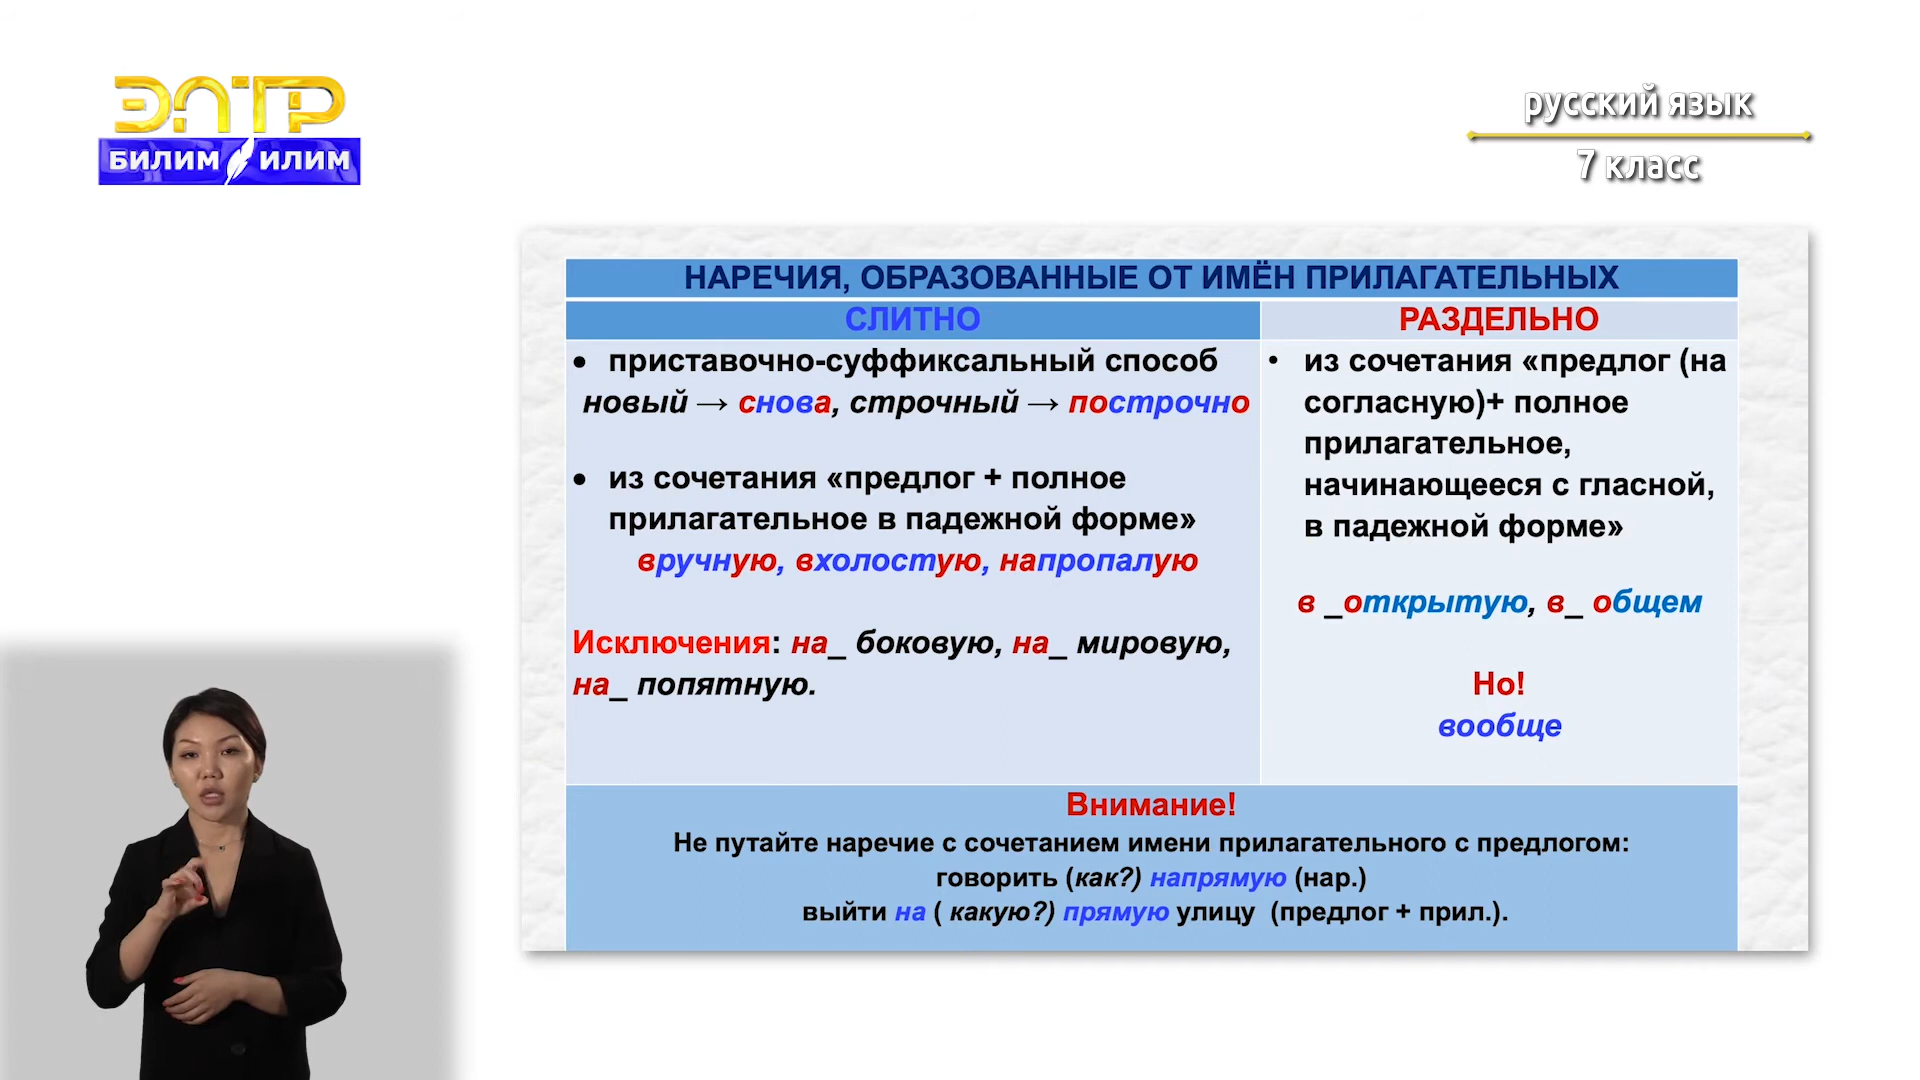 ЭЛТР
БИЛИМ ИЛИМ
русский язык
7 класс
НАРЕЧИЯ, ОБРАЗОВАННЫЕ ОТ ИМЁН ПРИЛАГАТЕЛЬНЫХ
СЛИТНО
• приставочно-суффиксальный способ
новый → снова, строчный → построчно
• из сочетания «предлог + полное
прилагательное в падежной форме»
вручную, вхолостую, напропалую
Исключения: на_ боковую, на_ мировую,
на_ попятную.
РАЗДЕЛЬНО
• из сочетания «предлог (на
согласную)+ полное
прилагательное,
начинающееся с гласной,
в падежной форме»
в _открытую, в_ общем
Но!
вообще
Внимание!
Не путайте наречие с сочетанием имени прилагательного с предлогом:
говорить (как?) напрямую (нар.)
выйти на ( какую?) прямую улицу (предлог + прил.).